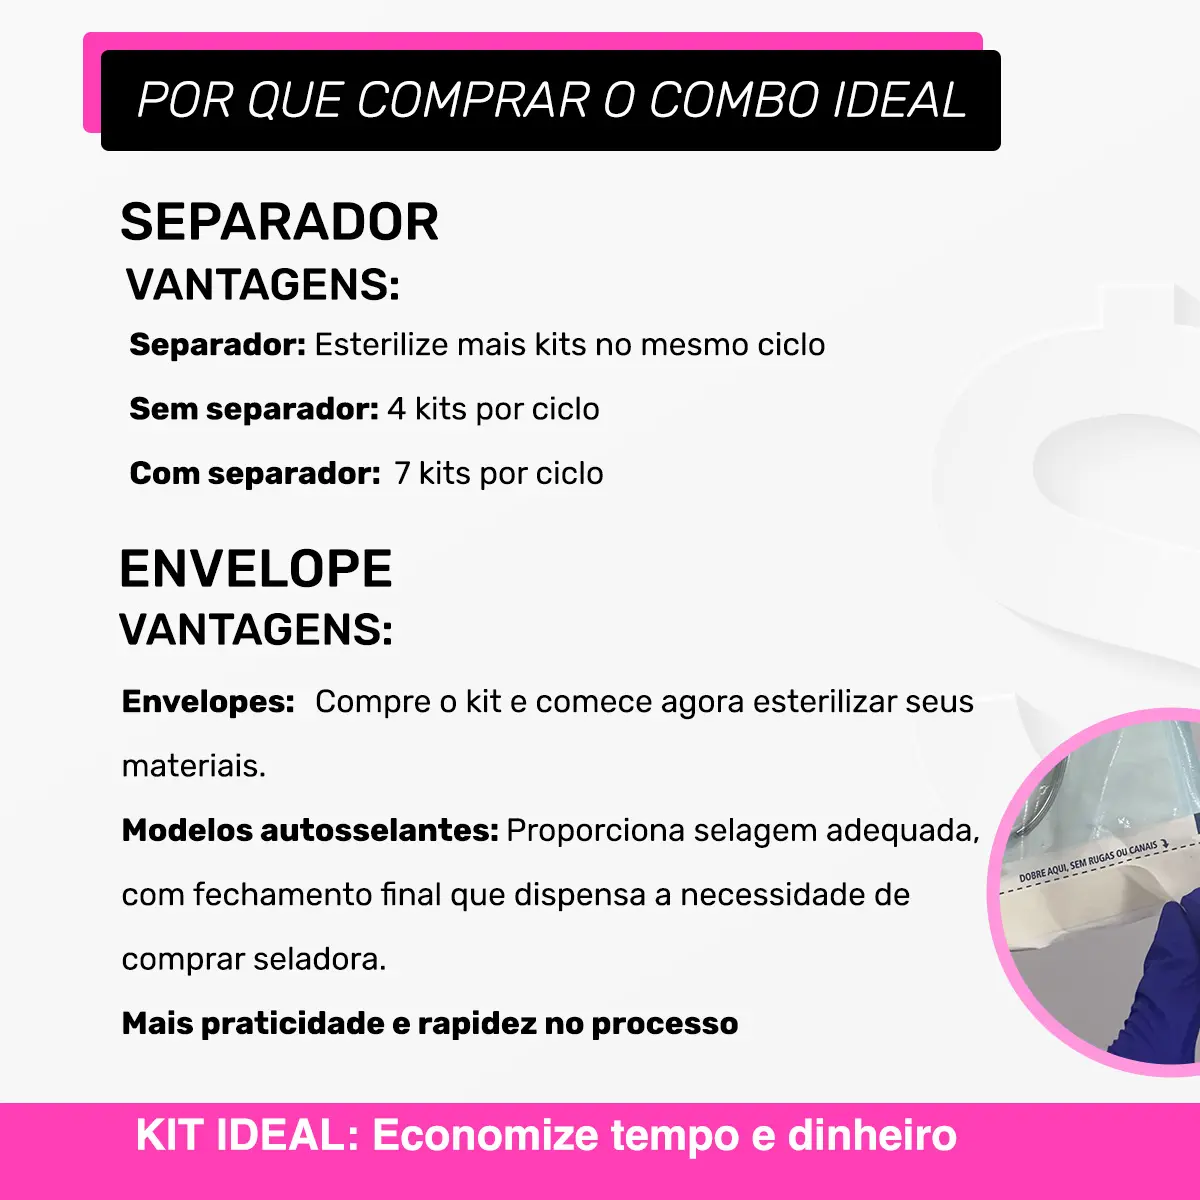 POR QUE COMPRAR O COMBO IDEAL
SEPARADOR
VANTAGENS:
Separador: Esterilize mais kits no mesmo ciclo
Sem separador: 4 kits por ciclo
Com separador: 7 kits por ciclo
ENVELOPE
VANTAGENS:
Envelopes: Compre o kit e comece agora esterilizar seus
materiais.
Modelos autosselantes: Proporciona selagem adequada,
com fechamento final que dispensa a necessidade de
comprar seladora.
Mais praticidade e rapidez no processo
DOBRE AQUI, SEM RUGAS OU CANAIS
KIT IDEAL: Economize tempo e dinheiro